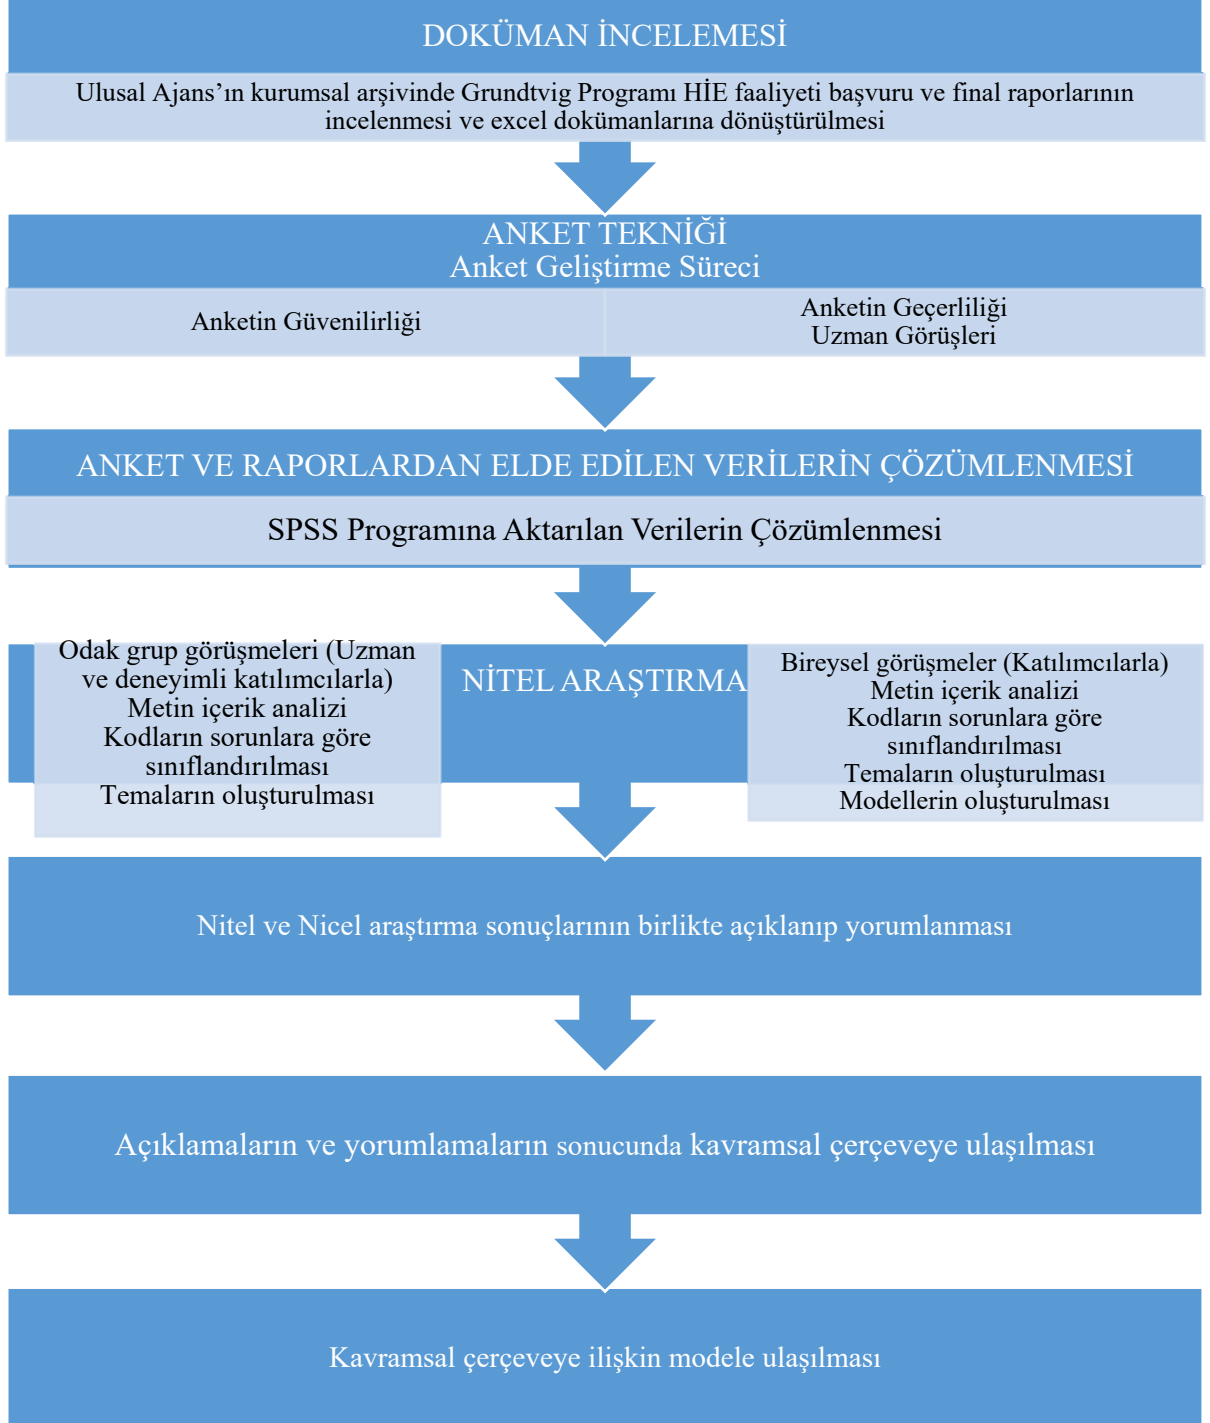 DOKÜMAN İNCELEMESİ
Ulusal Ajans’ın kurumsal arşivinde Grundtvig Programı HİE faaliyeti başvuru ve final raporlarının
incelenmesi ve excel dokümanlarına dönüştürülmesi
ANKET TEKNİĞİ
Anket Geliştirme Süreci
Anketin Güvenilirliği
Anketin Geçerliliği
Uzman Görüşleri
ANKET VE RAPORLARDAN ELDE EDİLEN VERİLERİN ÇÖZÜMLENMESİ
SPSS Programına Aktarılan Verilerin Çözümlenmesi
Odak grup görüşmeleri (Uzman
ve deneyimli katılımcılarla)
Metin içerik analizi
Kodların sorunlara göre
sınıflandırılması
Temaların oluşturulması
NİTEL ARAŞTIRMA
Bireysel görüşmeler (Katılımcılarla)
Metin içerik analizi
Kodların sorunlara göre
sınıflandırılması
Temaların oluşturulması
Modellerin oluşturulması
Nitel ve Nicel araştırma sonuçlarının birlikte açıklanıp yorumlanması
Açıklamaların ve yorumlamaların sonucunda kavramsal çerçeveye ulaşılması
Kavramsal çerçeveye ilişkin modele ulaşılması